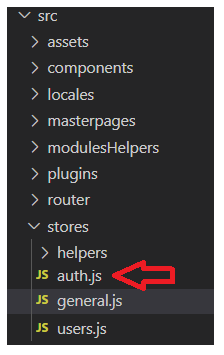 src
assets
components
locales
masterpages
modulesHelpers
plugins
router
stores
helpers
JS auth.js
JS general.js
JS users.js